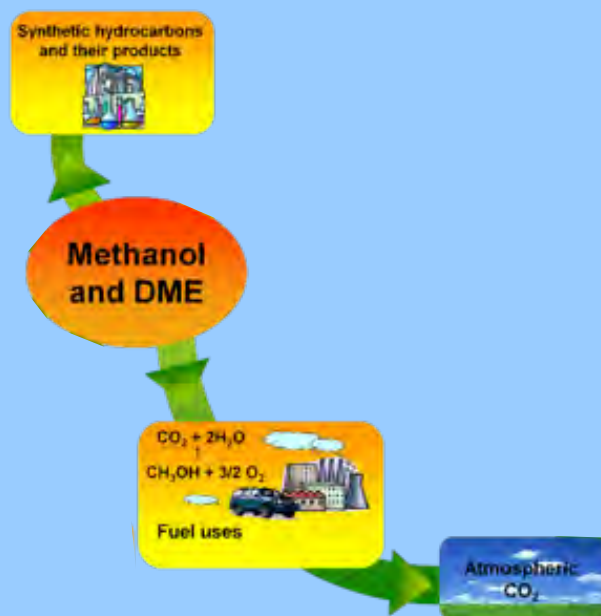 Synthetic hydrocarbons
and their products
Methanol
and DME
CO₂ + 2H₂O
↑
CH₃OH + 3/2 O₂
Fuel uses
Atmospheric
CO₂